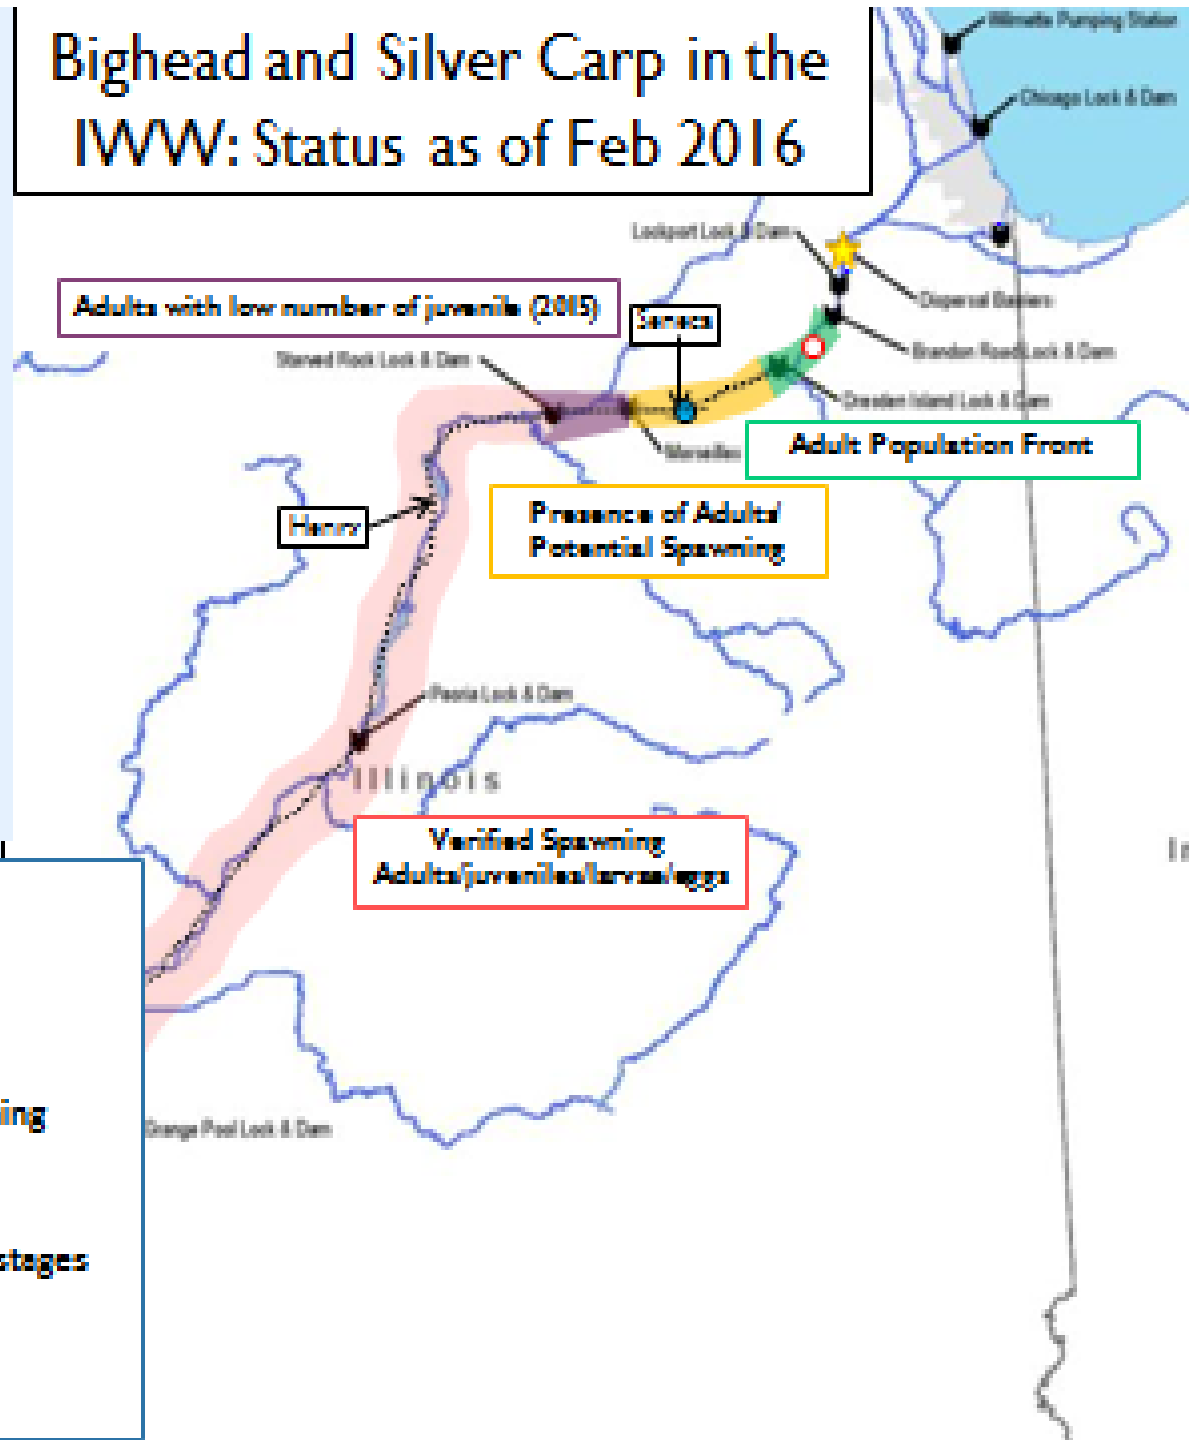 Bighead and Silver Carp in the
IWW: Status as of Feb 2016
Wilmette Pumping Station
Chicago Lock & Dam
Lockport Lock & Dam
Dispersal Barriers
Adults with low number of juvenile (2015)
Seneca
Starved Rock Lock & Dam
Brandon Road Lock & Dam
Dresden Island Lock & Dam
Marseilles
Adult Population Front
Henry
Presence of Adults/
Potential Spawning
Peoria Lock & Dam
Illinois
Verified Spawning
Adults/juveniles/larvae/eggs
In
ing
Grange Pool Lock & Dam
stages